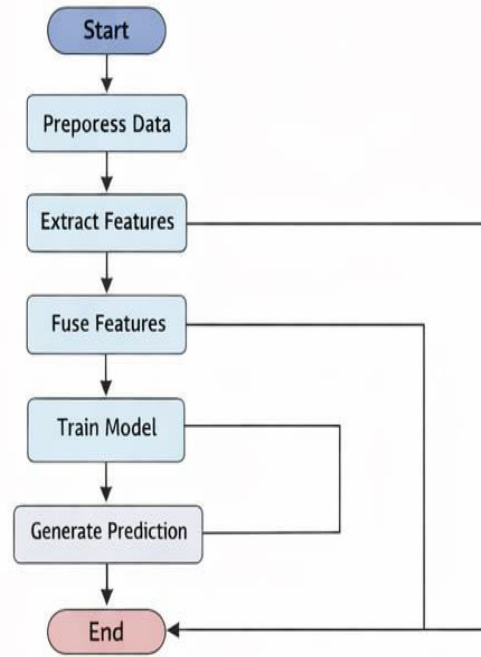 Start
Preporess Data
Extract Features
Fuse Features
Train Model
Generate Prediction
End